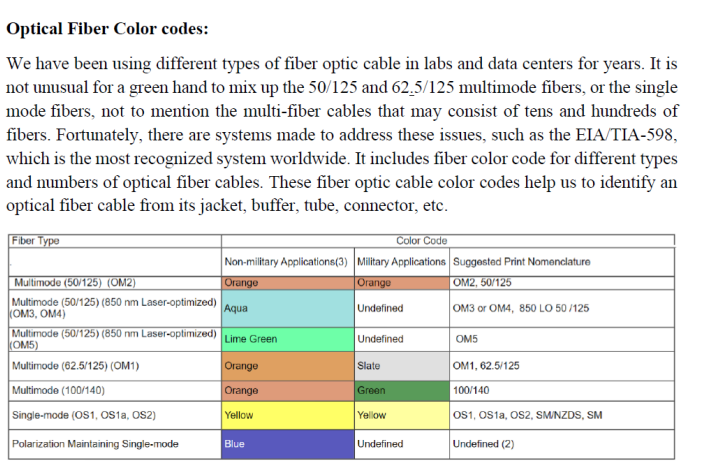 Optical Fiber Color codes:
We have been using different types of fiber optic cable in labs and data centers for years. It is
not unusual for a green hand to mix up the 50/125 and 62.5/125 multimode fibers, or the single
mode fibers, not to mention the multi-fiber cables that may consist of tens and hundreds of
fibers. Fortunately, there are systems made to address these issues, such as the EIA/TIA-598,
which is the most recognized system worldwide. It includes fiber color code for different types
and numbers of optical fiber cables. These fiber optic cable color codes help us to identify an
optical fiber cable from its jacket, buffer, tube, connector, etc.
Fiber Type Color Code
Non-military Applications(3) Military Applications Suggested Print Nomenclature
Multimode (50/125) (OM2) Orange Orange OM2, 50/125
Multimode (50/125) (850 nm Laser-optimized)
(OM3, OM4) Aqua Undefined OM3 or OM4, 850 LO 50 /125
Multimode (50/125) (850 nm Laser-optimized)
(OM5) Lime Green Undefined OM5
Multimode (62.5/125) (OM1) Orange Slate OM1, 62.5/125
Multimode (100/140) Orange Green 100/140
Single-mode (OS1, OS1a, OS2) Yellow Yellow OS1, OS1a, OS2, SM/NZDS, SM
Polarization Maintaining Single-mode Blue Undefined Undefined (2)